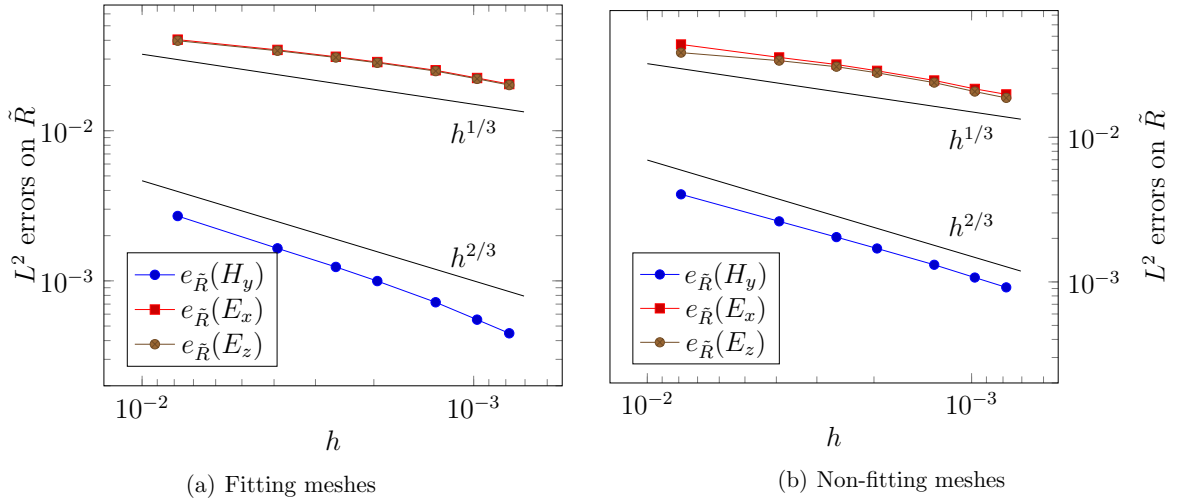 L² errors on R̃
10⁻²
10⁻³
h^{1/3}
h^{2/3}
e_{R̃}(H_y)
e_{R̃}(E_x)
e_{R̃}(E_z)
10⁻²
10⁻³
h
(a) Fitting meshes
h^{1/3}
h^{2/3}
e_{R̃}(H_y)
e_{R̃}(E_x)
e_{R̃}(E_z)
10⁻²
10⁻³
L² errors on R̃
10⁻²
10⁻³
h
(b) Non-fitting meshes